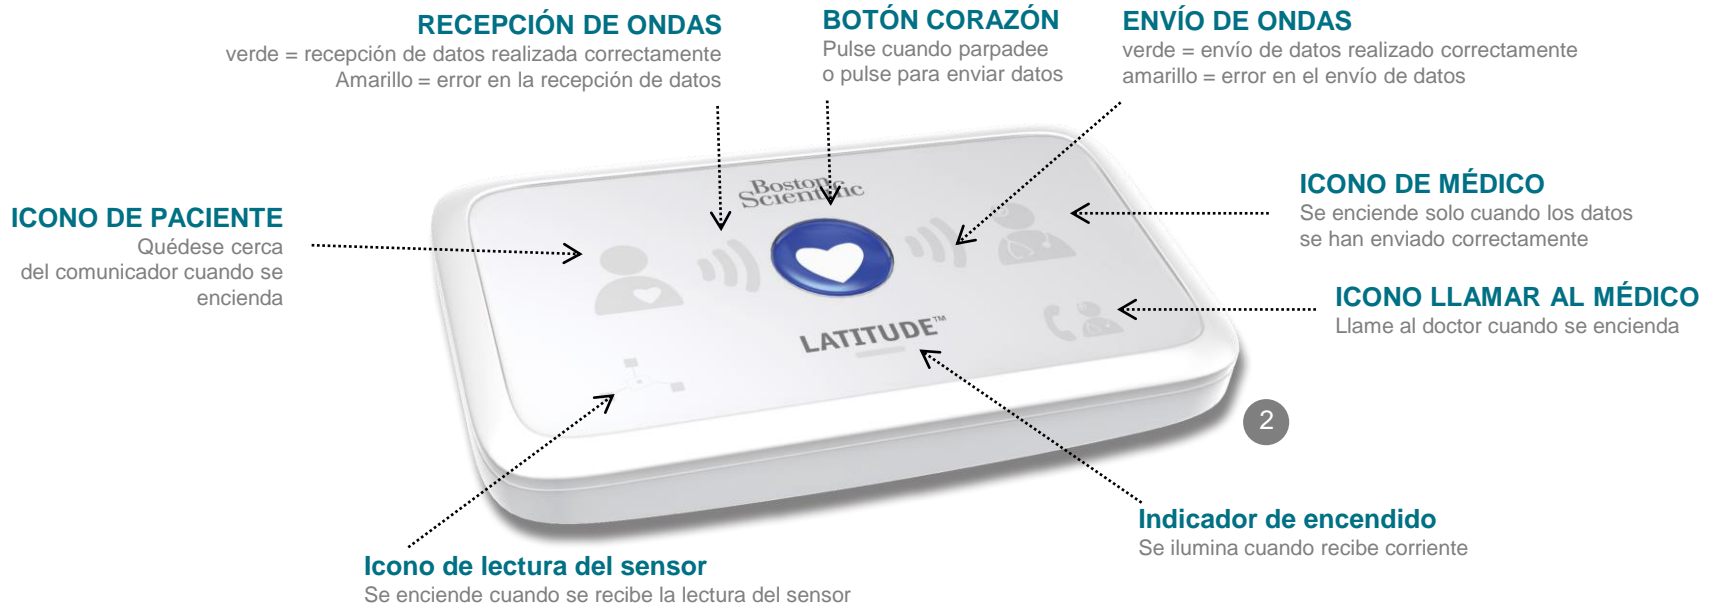 RECEPCIÓN DE ONDAS
verde = recepción de datos realizada correctamente
Amarillo = error en la recepción de datos
BOTÓN CORAZÓN
Pulse cuando parpadee
o pulse para enviar datos
ENVÍO DE ONDAS
verde = envío de datos realizado correctamente
amarillo = error en el envío de datos
ICONO DE PACIENTE
Quédese cerca
del comunicador cuando se
encienda
Boston
Scientific
ICONO DE MÉDICO
Se enciende solo cuando los datos
se han enviado correctamente
ICONO LLAMAR AL MÉDICO
Llame al doctor cuando se encienda
LATITUDE™
2
Indicador de encendido
Se ilumina cuando recibe corriente
Icono de lectura del sensor
Se enciende cuando se recibe la lectura del sensor